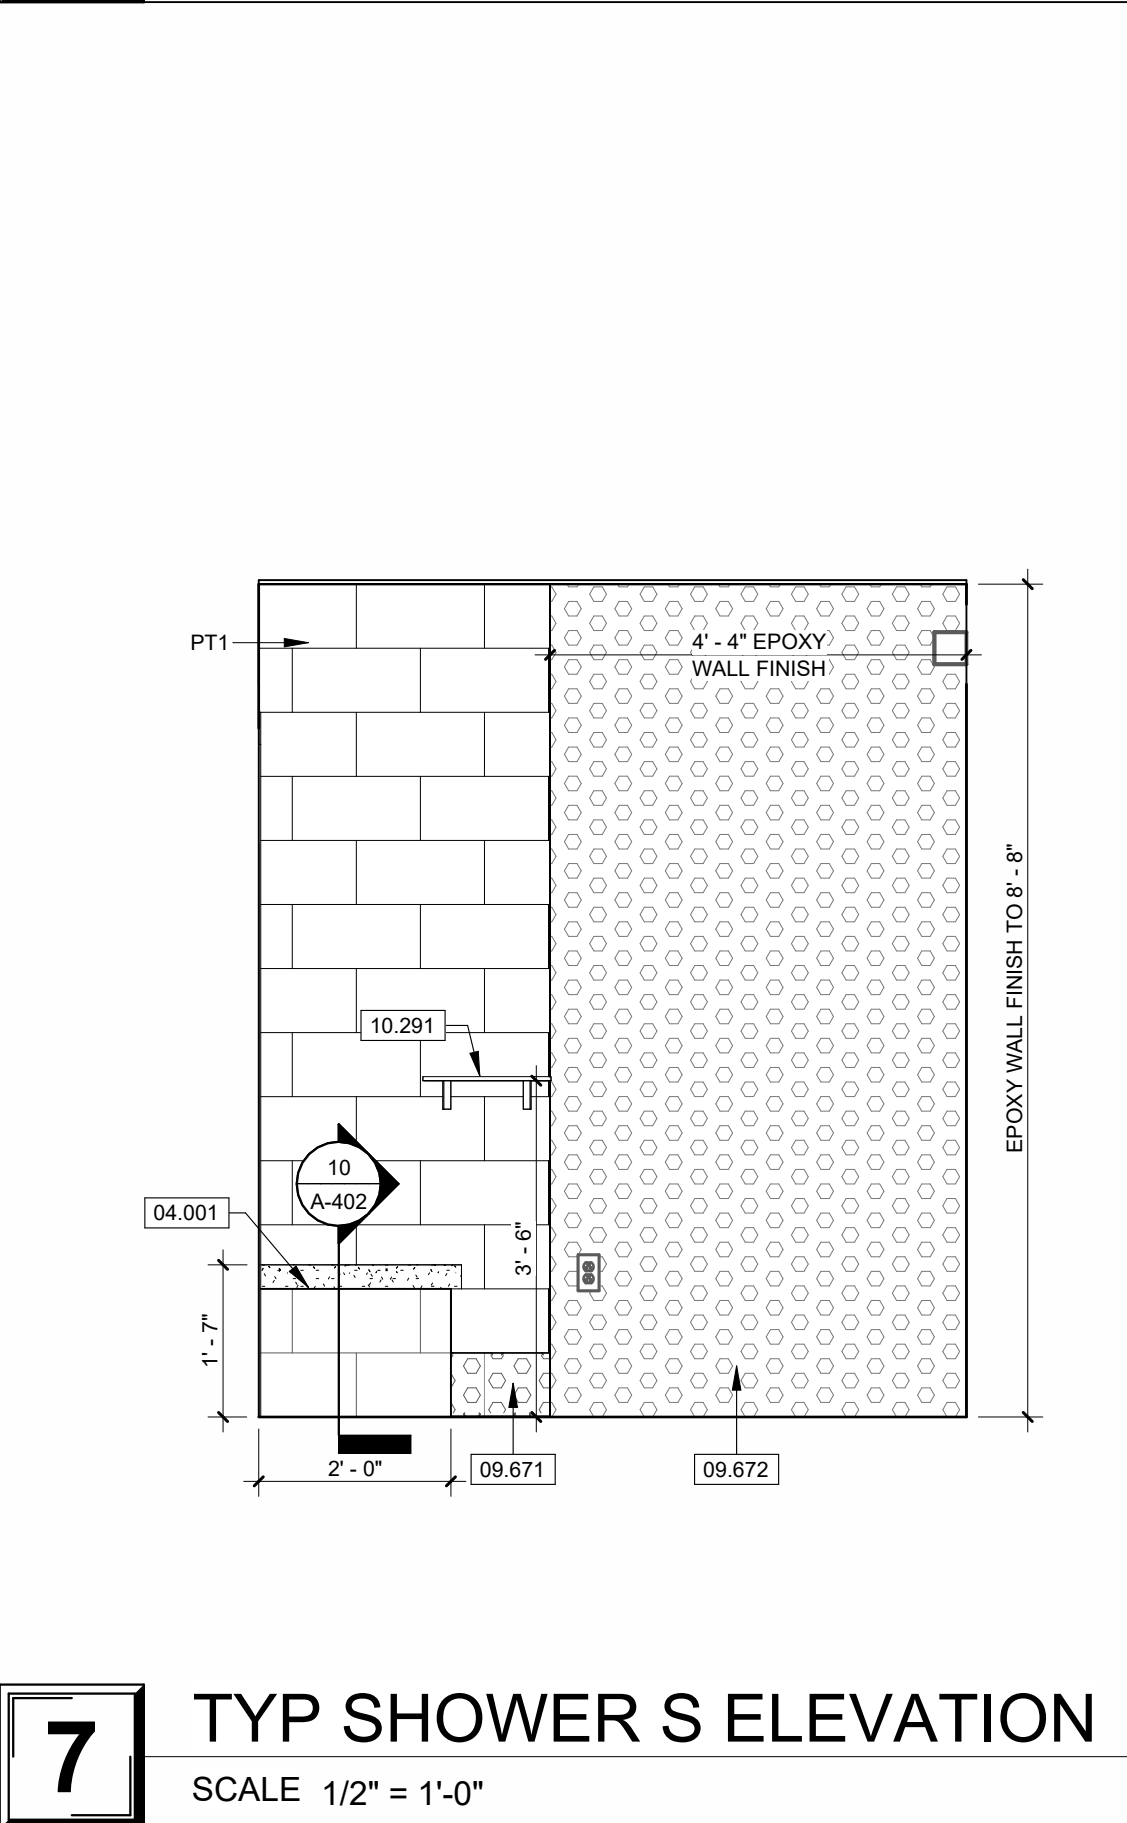 PT1
4' - 4" EPOXY
WALL FINISH
EPOXY WALL FINISH TO 8' - 8"
10.291
10
A-402
04.001
3' - 6"
1' - 7"
2' - 0"
09.671
09.672
7
TYP SHOWER S ELEVATION
SCALE 1/2" = 1'-0"